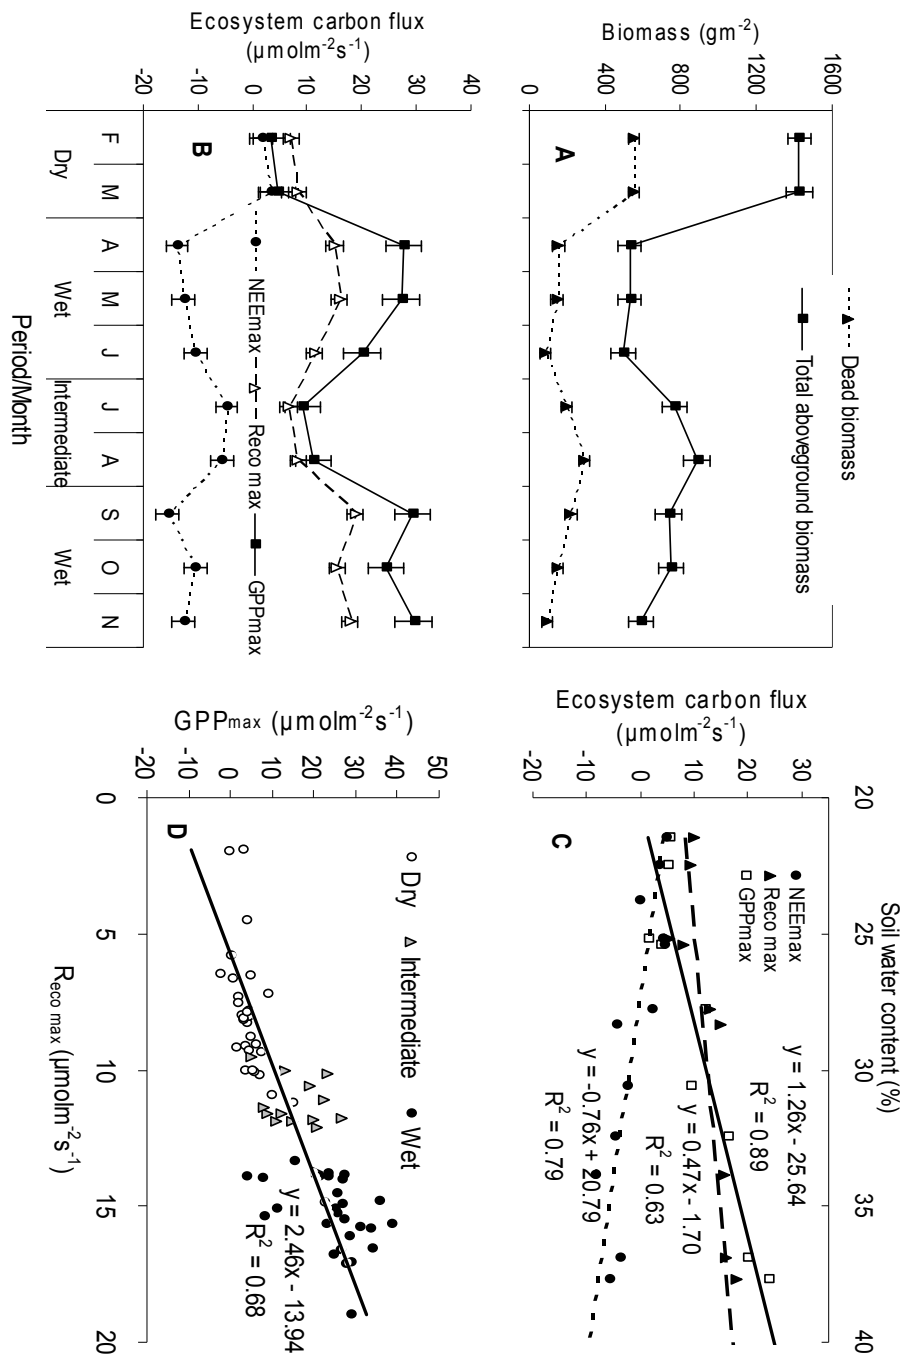 Biomass (gm-2)
0
400
800
1200
1600
A
Dead biomass
Total aboveground biomass
Ecosystem carbon flux
(µmolm-2s-1)
-20
-10
0
10
20
30
40
B
NEEmax
Reco max
GPPmax
F M A M J J A S O N
Dry Wet Intermediate Wet
Period/Month
Ecosystem carbon flux
(µmolm-2s-1)
-20
-10
0
10
20
30
20 25 30 35 40
Soil water content (%)
C
NEEmax
Reco max
GPPmax
y = 1.26x - 25.64
R2 = 0.89
y = 0.47x - 1.70
R2 = 0.63
y = -0.76x + 20.79
R2 = 0.79
GPPmax (µmolm-2s-1)
-20
-10
0
10
20
30
40
50
D
Dry Intermediate Wet
y = 2.46x - 13.94
R2 = 0.68
0 5 10 15 20
RReco max (µmolm-2s-1)